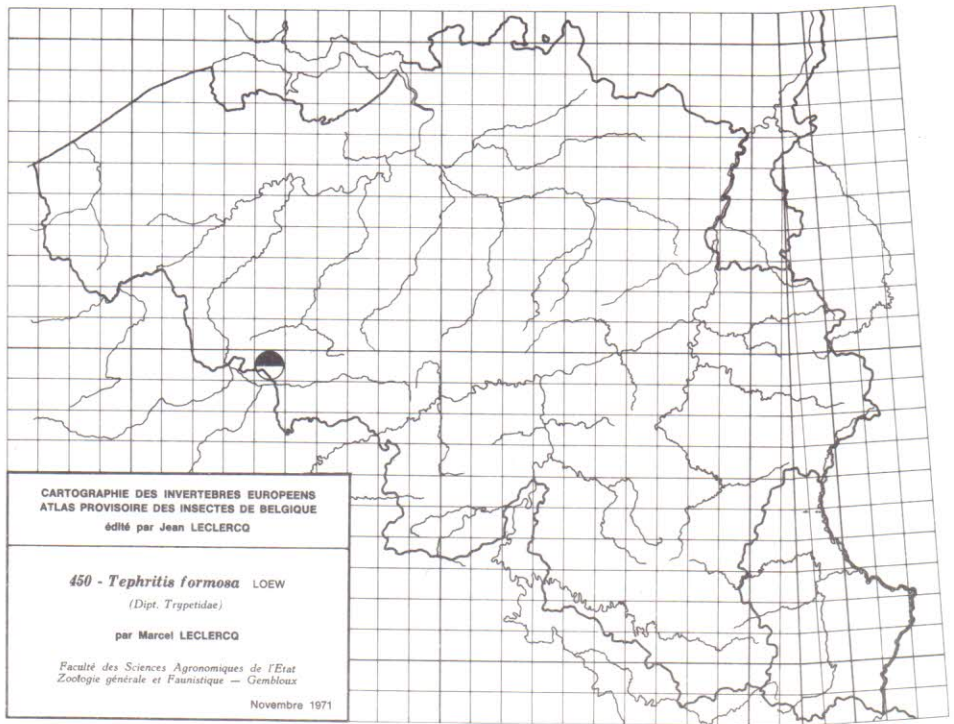 CARTOGRAPHIE DES INVERTEBRES EUROPEENS
ATLAS PROVISOIRE DES INSECTES DE BELGIQUE
édité par Jean LECLERCQ
450 - Tephritis formosa LOEW
(Dipt. Trypetidae)
par Marcel LECLERCQ
Faculté des Sciences Agronomiques de l'Etat
Zoologie générale et Faunistique — Gembloux
Novembre 1971